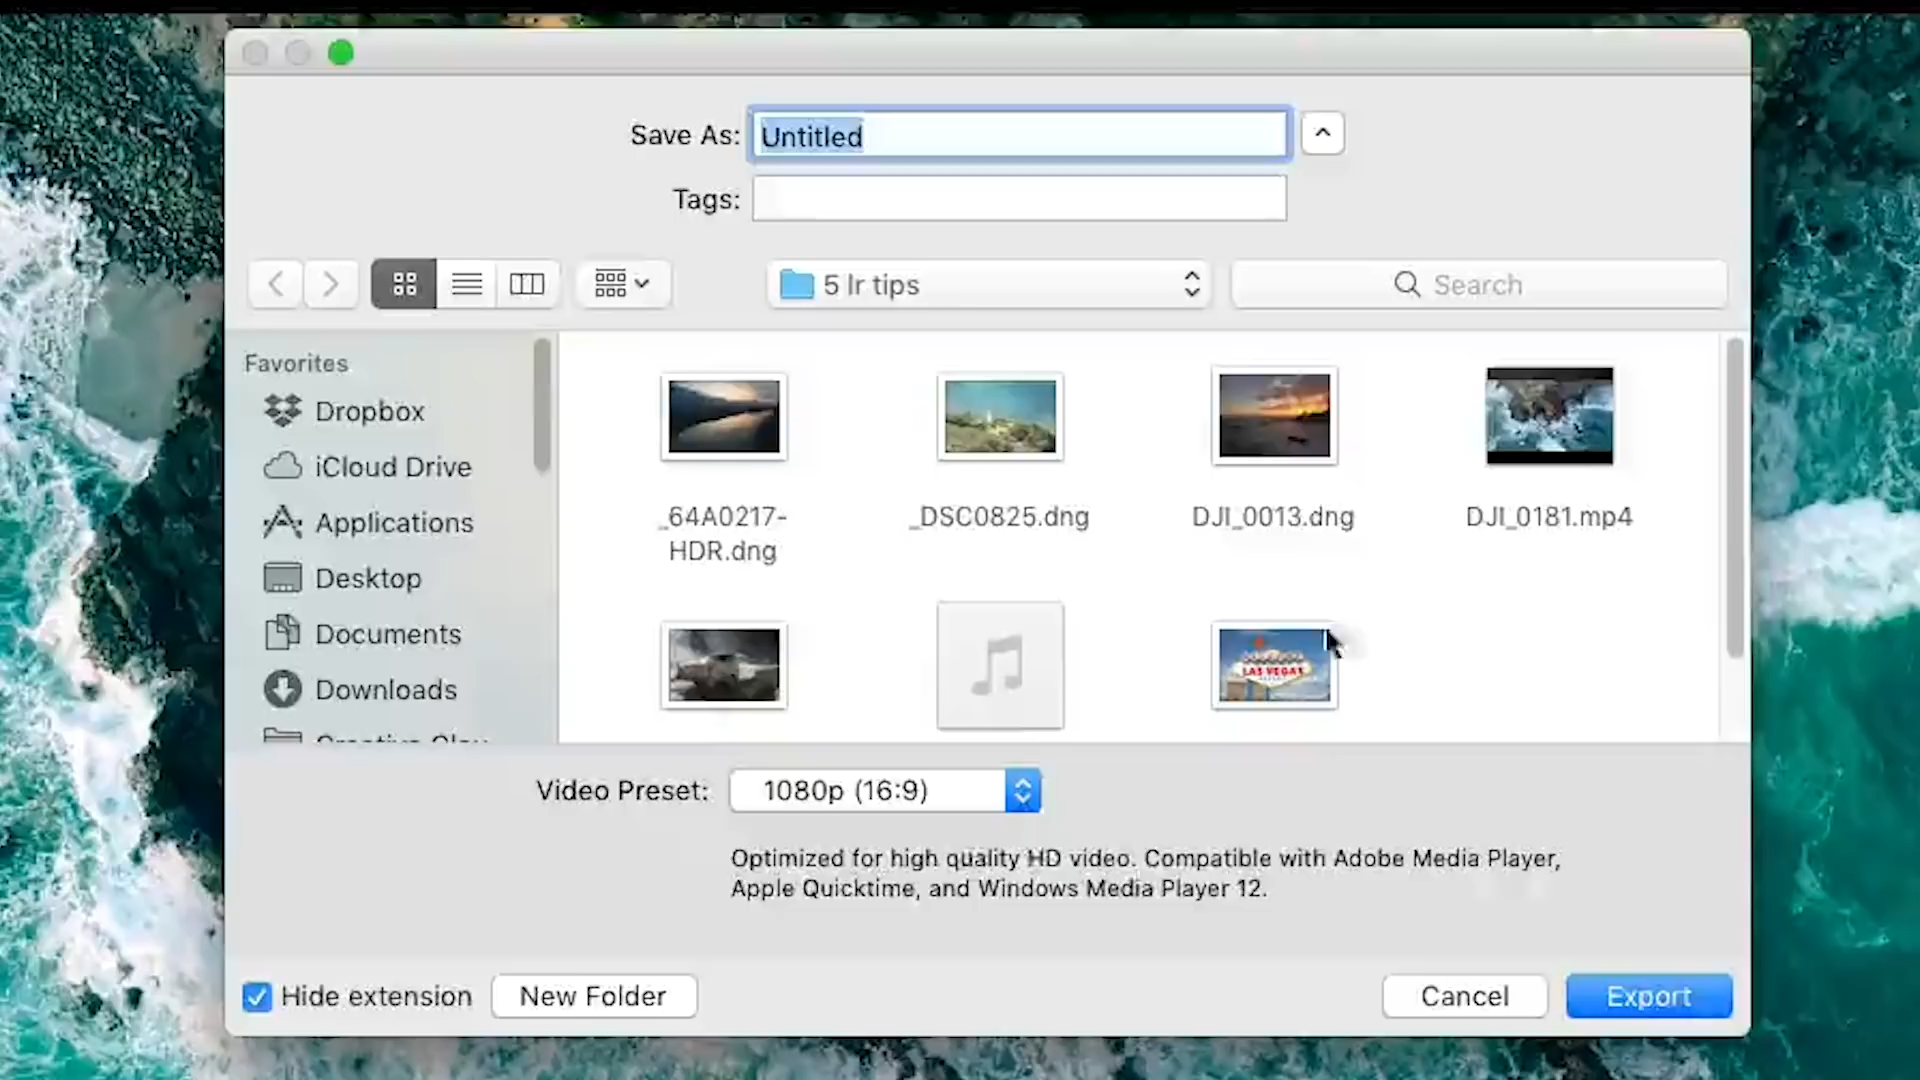 Save As: Untitled
Tags:
5 lr tips
Search
Favorites
Dropbox
iCloud Drive
Applications
Desktop
Documents
Downloads
_64A0217-
HDR.dng
_DSC0825.dng
DJI_0013.dng
DJI_0181.mp4
LAS VEGAS
Video Preset: 1080p (16:9)
Optimized for high quality HD video. Compatible with Adobe Media Player,
Apple Quicktime, and Windows Media Player 12.
Hide extension
New Folder
Cancel
Export